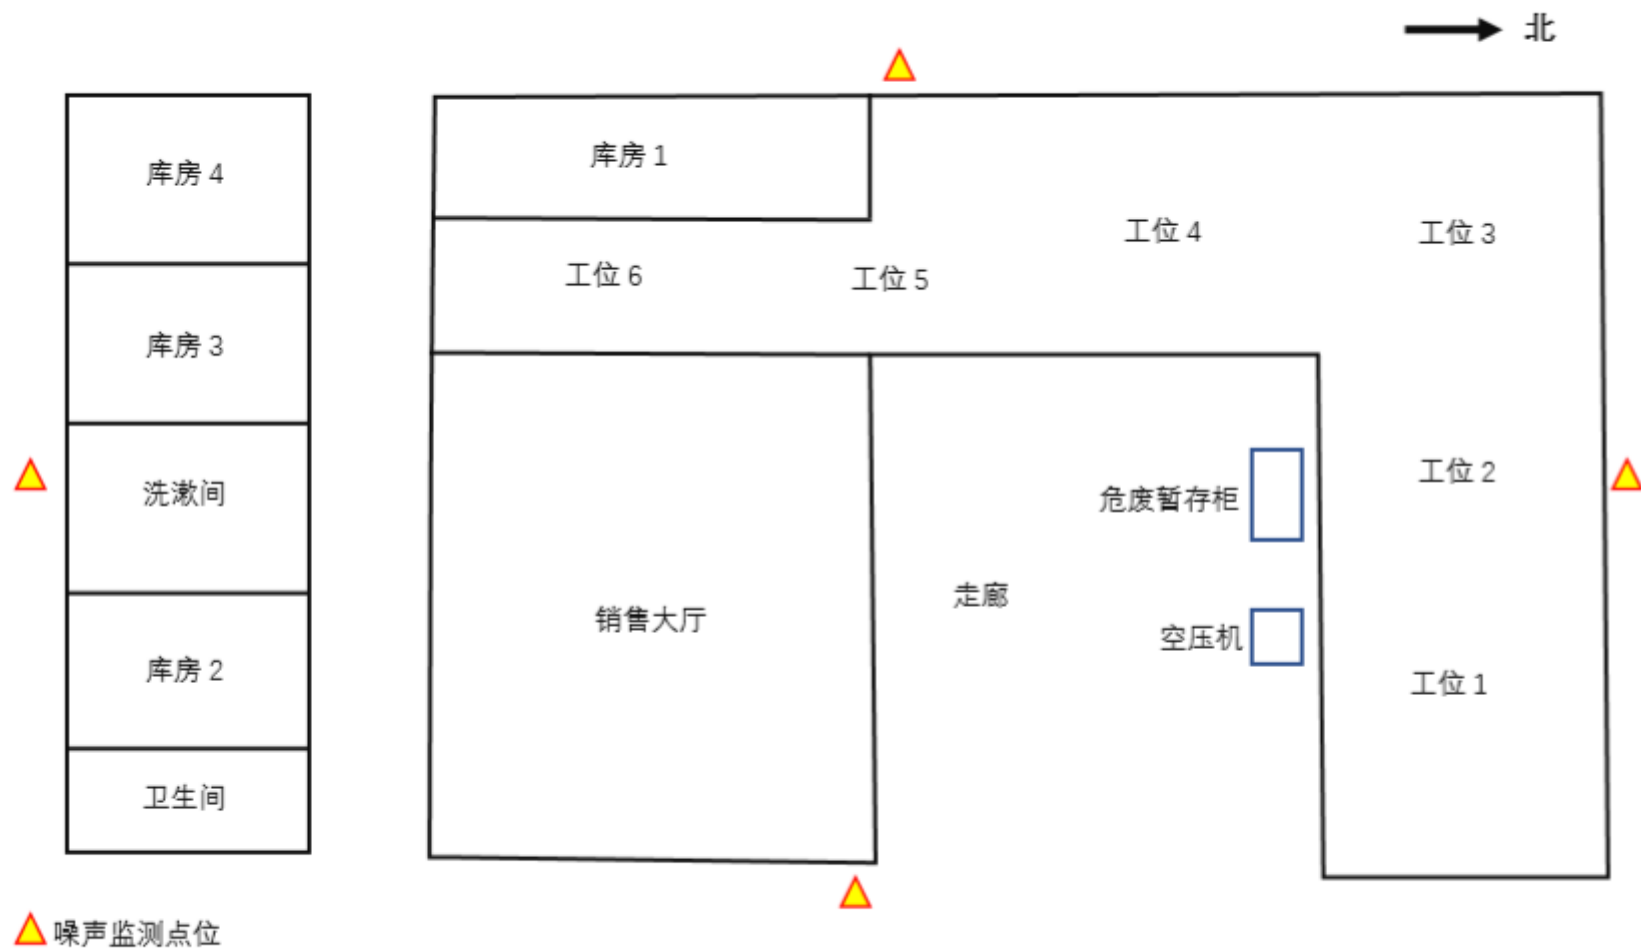 北
库房 4
库房 1
工位 4
工位 3
工位 6
工位 5
库房 3
洗漱间
危废暂存柜
工位 2
走廊
销售大厅
空压机
库房 2
工位 1
卫生间
噪声监测点位